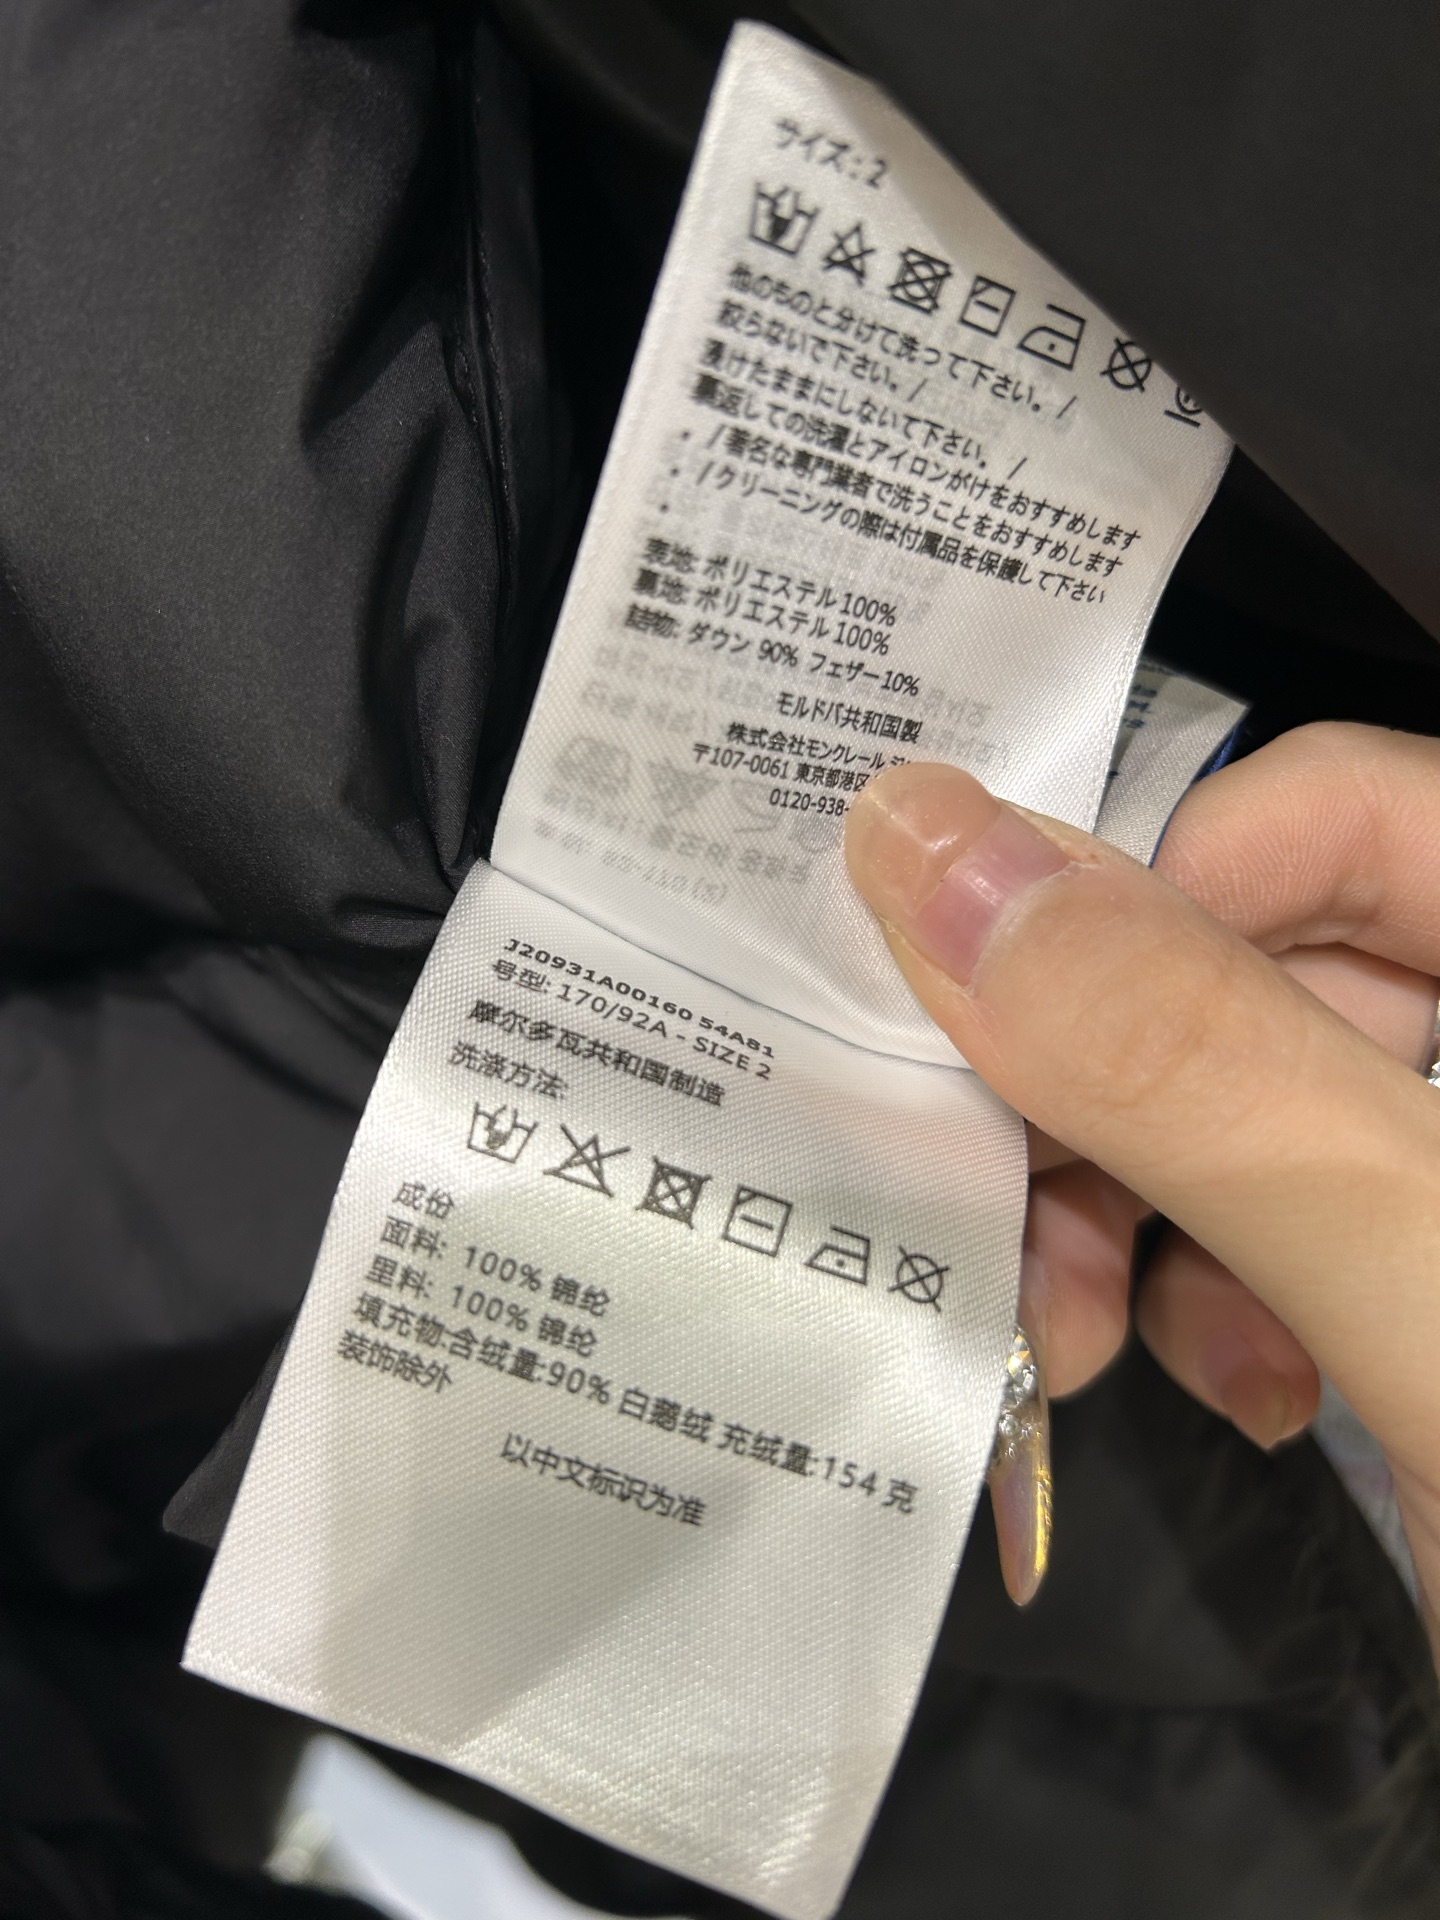 サイズ: 2
他のものと分けて洗って下さい。/
絞らないで下さい。/
浸けたままにしないて下さい。/
裏返しての洗濯とアイロンがけをおすすめします
・/著名な専門業者で洗うことをおすすめします
・/クリーニングの際は付属品を保護して下さい
・
表地: ポリエステル 100%
裏地: ポリエステル 100%
詰物: ダウン 90% フェザー 10%
モルドバ共和国製
株式会社モンクレール
〒107-0061 東京都港区
0120-938-
J20931A00160 54A81
号型: 170/92A - SIZE 2
摩尔多瓦共和国制造
洗涤方法:
成份
面料: 100% 锦纶
里料: 100% 锦纶
填充物:含绒量:90% 白鹅绒 充绒量:154 克
装饰除外
以中文标识为准